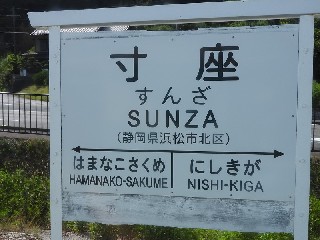 寸座
すんざ
SUNZA
(静岡県浜松市北区)
はまなこさくめ にしきが
HAMANAKO-SAKUME NISHI-KIGA